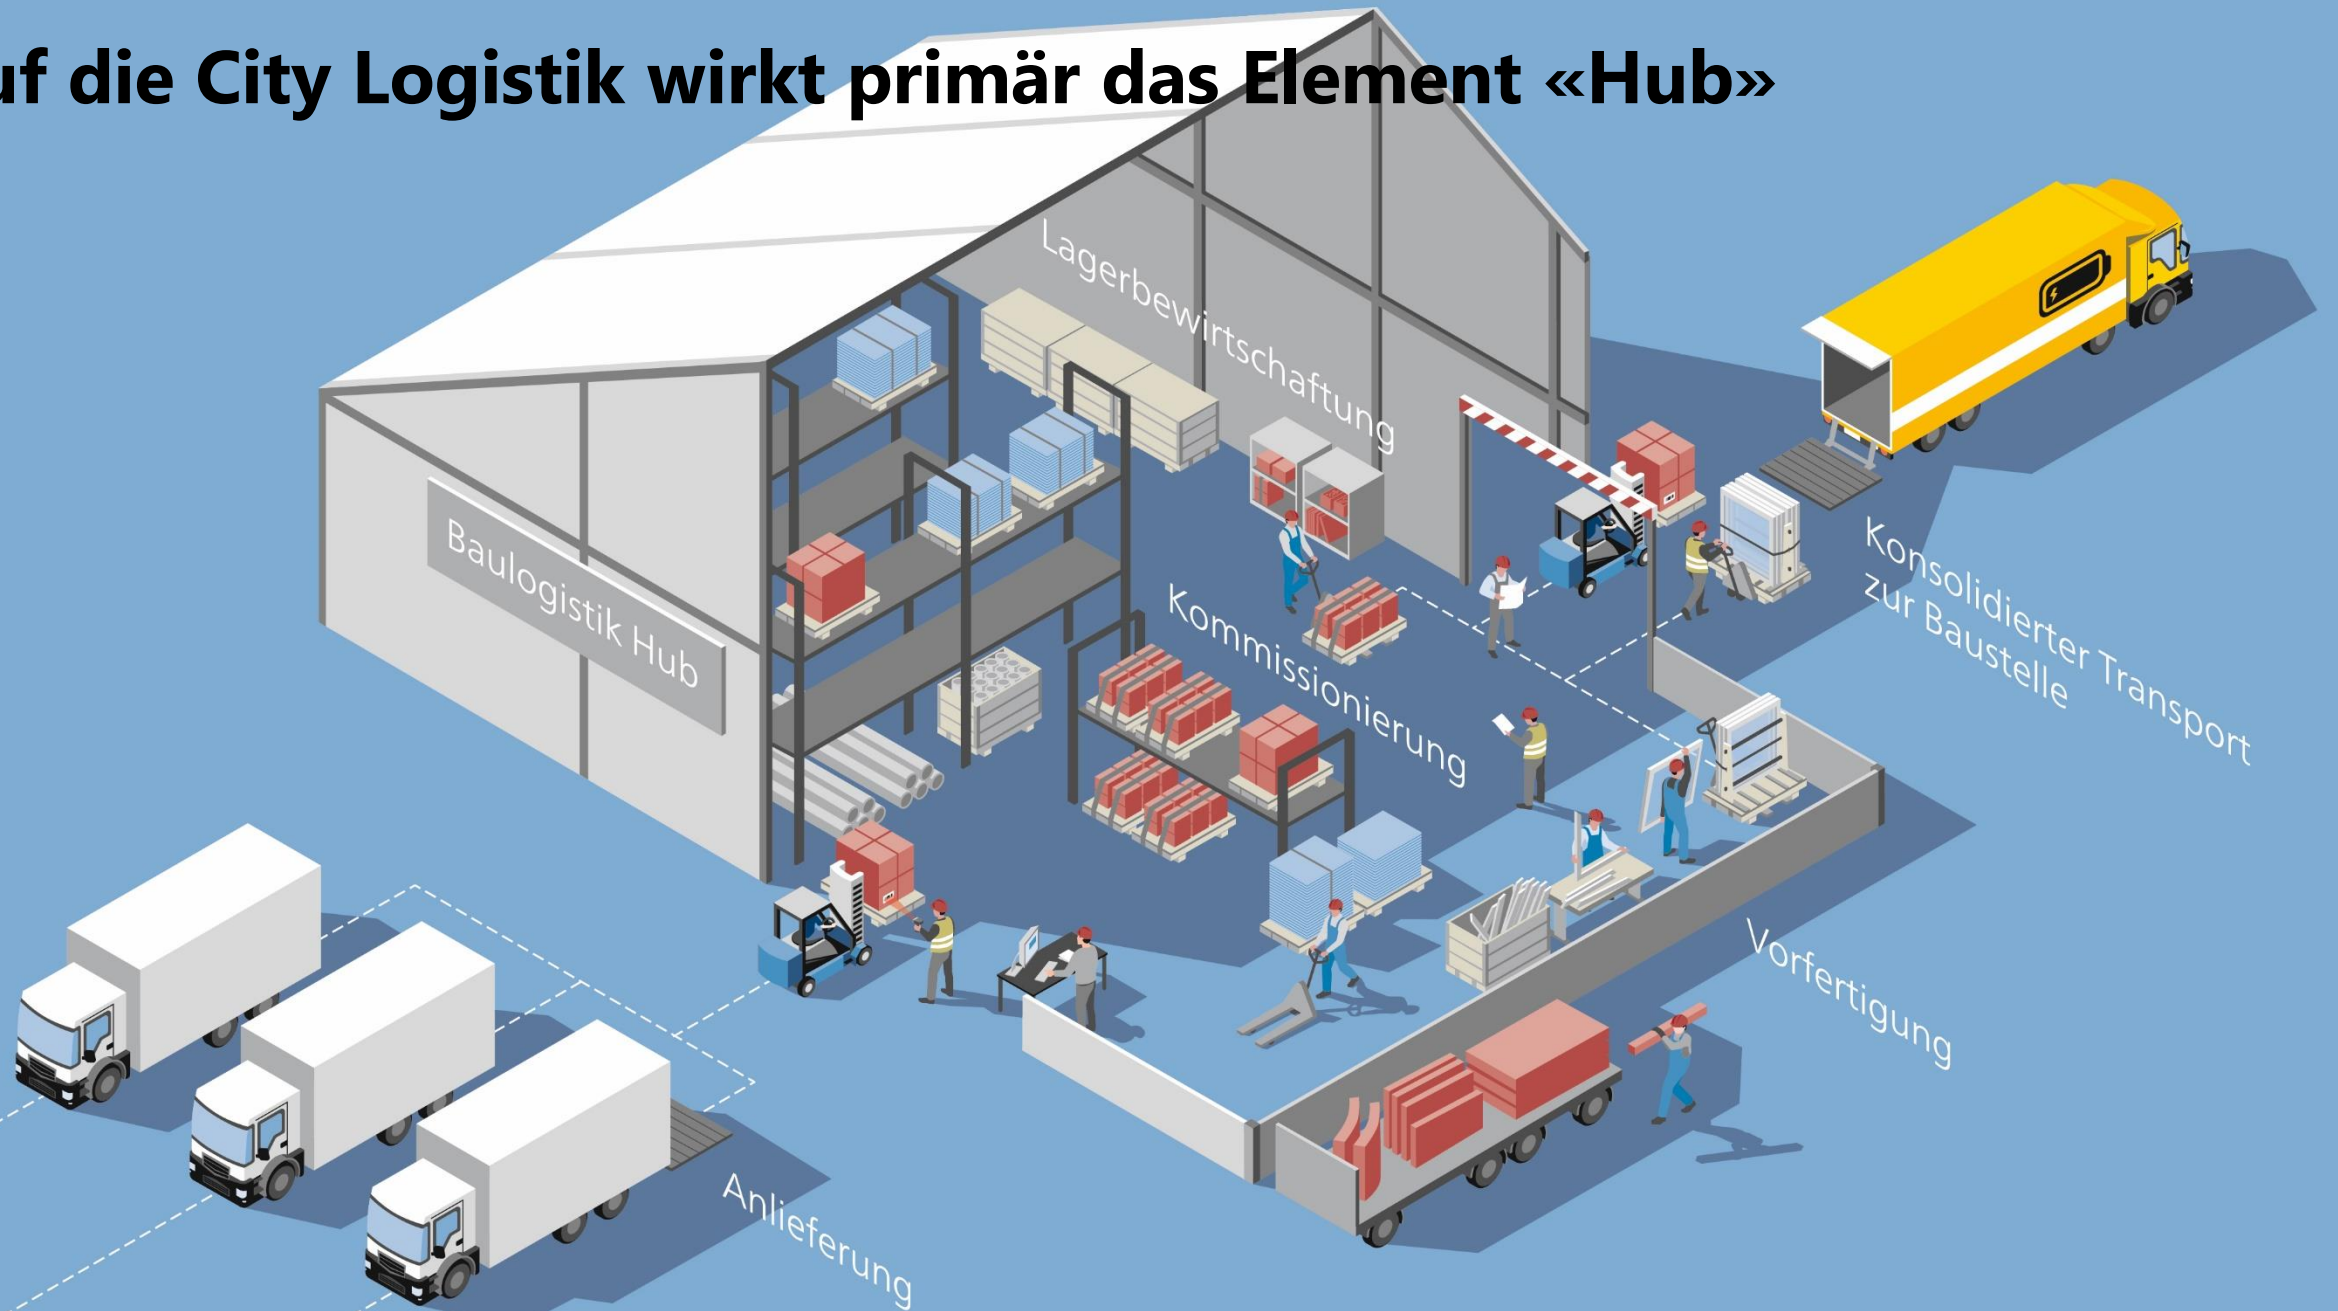 uf die City Logistik wirkt primär das Element «Hub»
Lagerbewirtschaftung
Baulogistik Hub
Kommissionierung
Konsolidierter Transport
zur Baustelle
Vorfertigung
Anlieferung